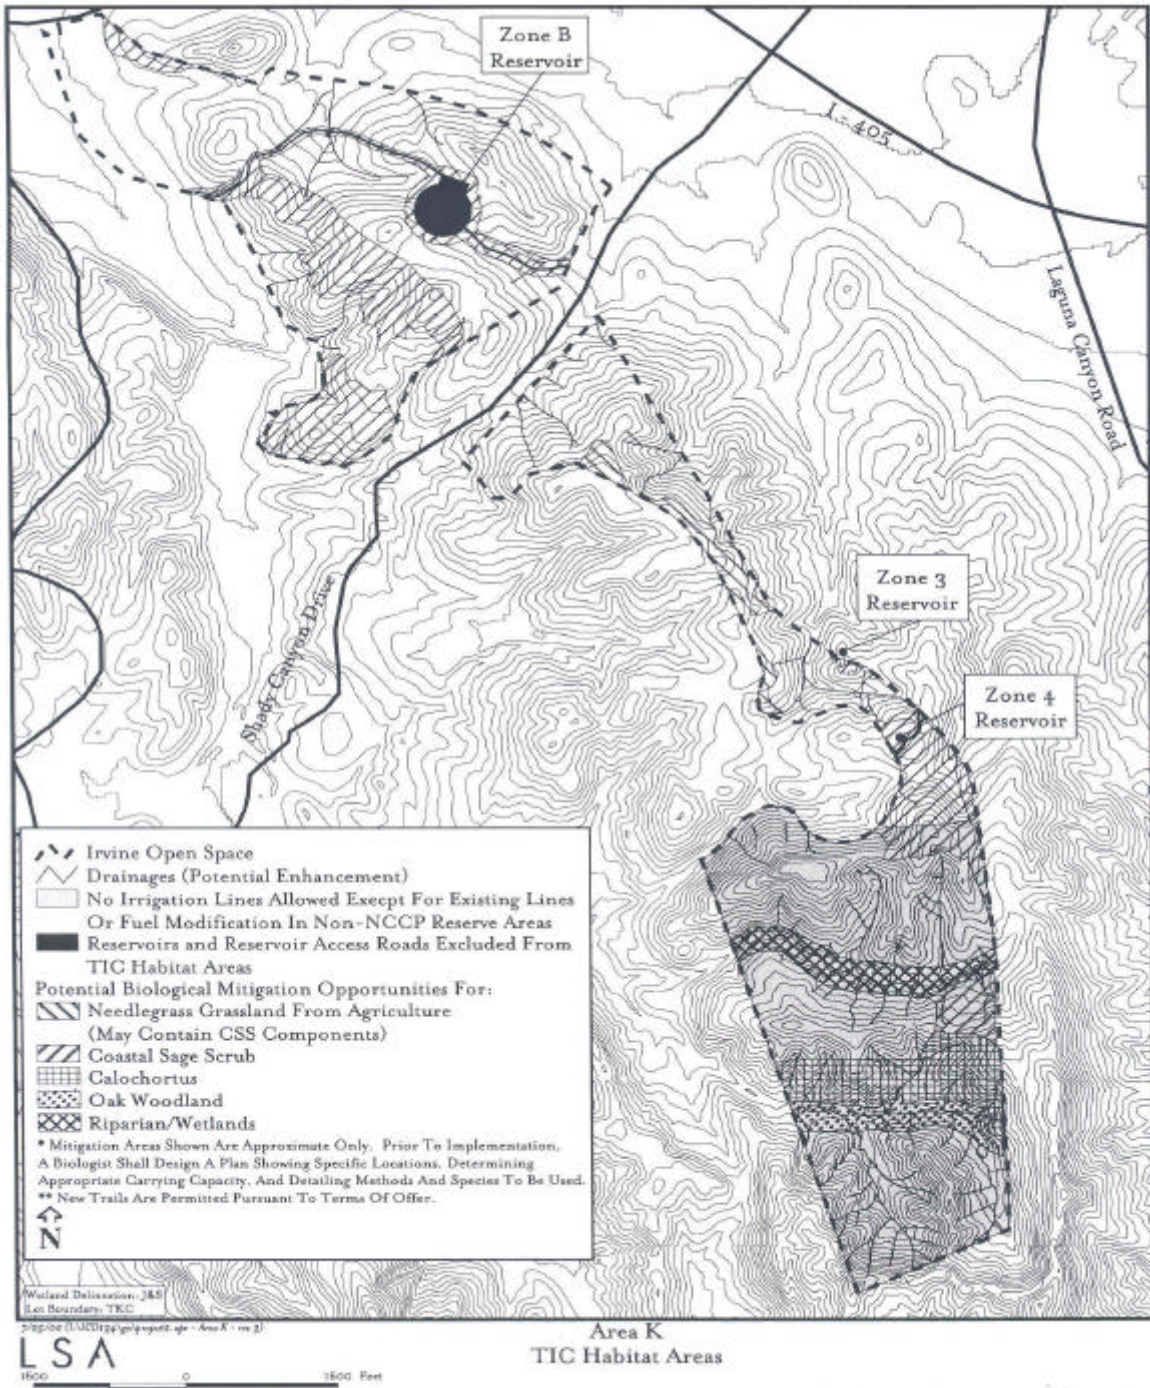 Zone B
Reservoir
I-405
Laguna Canyon Road
Zone 3
Reservoir
Zone 4
Reservoir
Shady Canyon Drive
Irvine Open Space
Drainages (Potential Enhancement)
No Irrigation Lines Allowed Execpt For Existing Lines
Or Fuel Modification In Non-NCCP Reserve Areas
Reservoirs and Reservoir Access Roads Excluded From
TIC Habitat Areas
Potential Biological Mitigation Opportunities For:
Needlegrass Grassland From Agriculture
(May Contain CSS Components)
Coastal Sage Scrub
Calochortus
Oak Woodland
Riparian/Wetlands
* Mitigation Areas Shown Are Approximate Only. Prior To Implementation,
A Biologist Shall Design A Plan Showing Specific Locations, Determining
Appropriate Carrying Capacity, And Detailing Methods And Species To Be Used.
** New Trails Are Permitted Pursuant To Terms Of Offer.
N
Wetland Delineation: J&S
Lot Boundary: TKC
Area K
TIC Habitat Areas
LSA
1500 0 1500 Feet